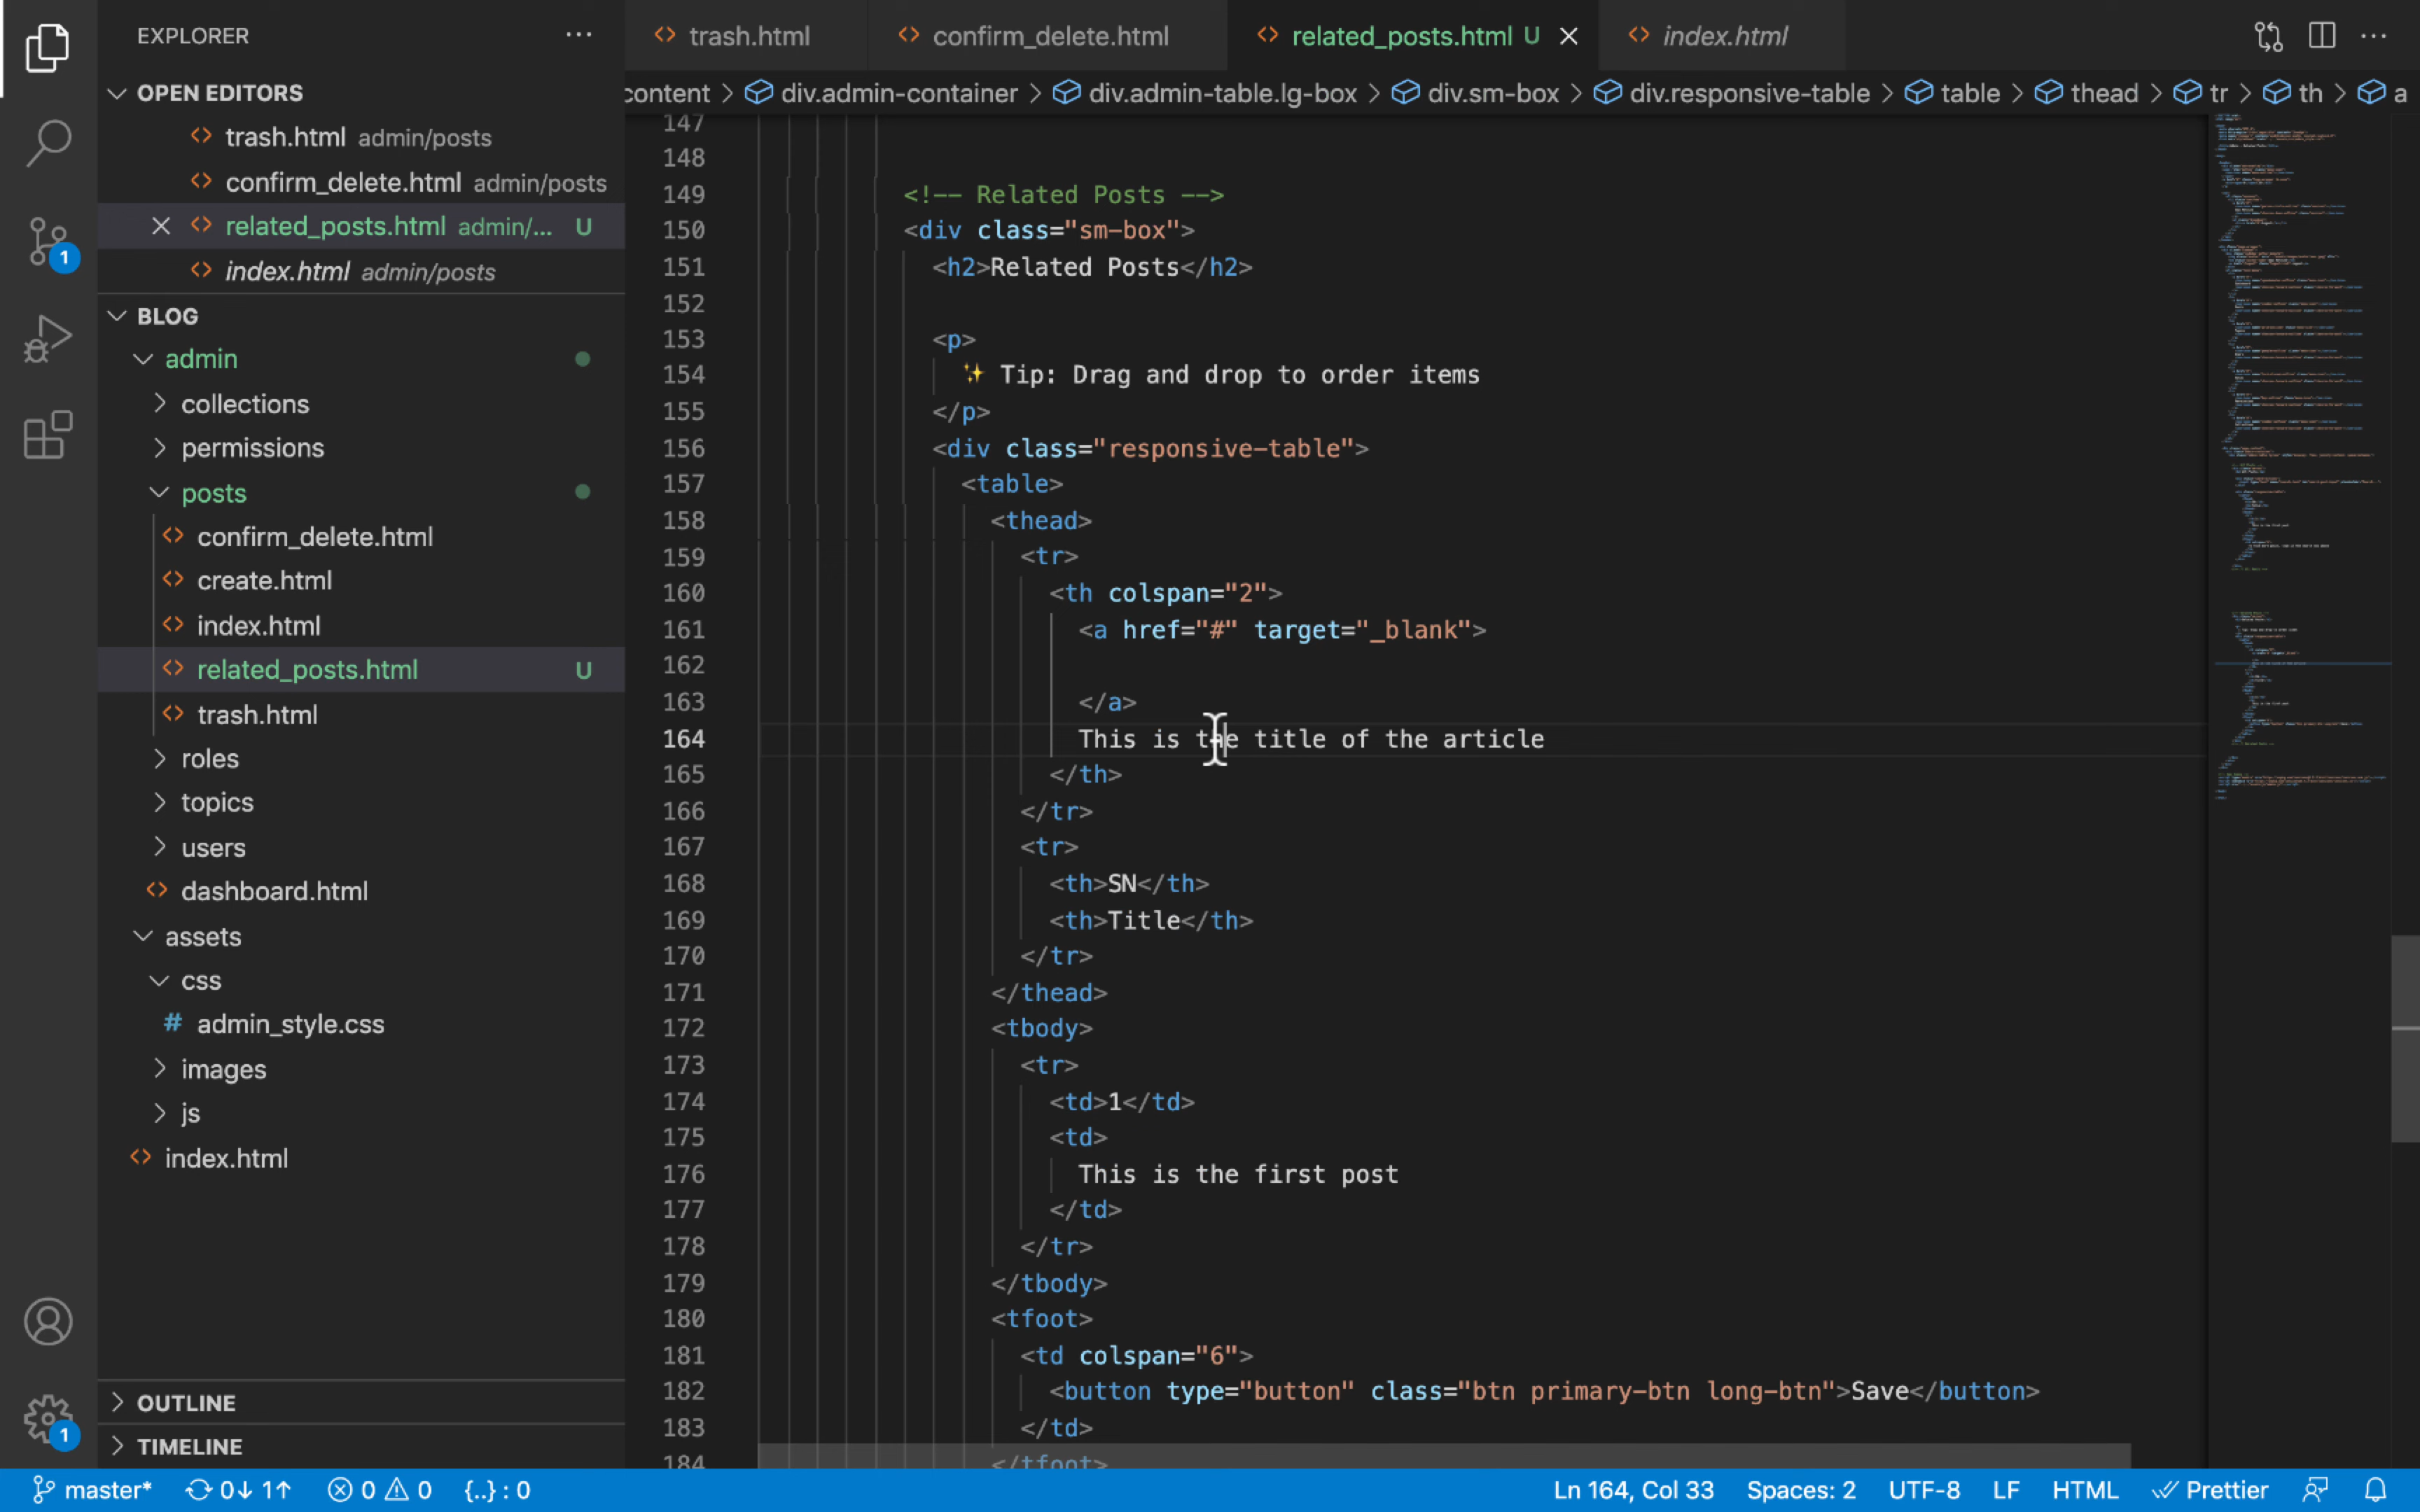 EXPLORER
OPEN EDITORS
trash.html admin/posts
confirm_delete.html admin/posts
related_posts.html admin/... U
index.html admin/posts
BLOG
admin
collections
permissions
posts
confirm_delete.html
create.html
index.html
related_posts.html U
trash.html
roles
topics
users
dashboard.html
assets
css
# admin_style.css
images
js
index.html
OUTLINE
TIMELINE
1
1
trash.html
confirm_delete.html
related_posts.html U
index.html
content > div.admin-container > div.admin-table.lg-box > div.sm-box > div.responsive-table > table > thead > tr > th > a
147
148
149 <!-- Related Posts -->
150 <div class="sm-box">
151 <h2>Related Posts</h2>
152
153 <p>
154 ✨ Tip: Drag and drop to order items
155 </p>
156 <div class="responsive-table">
157 <table>
158 <thead>
159 <tr>
160 <th colspan="2">
161 <a href="#" target="_blank">
162
163 </a>
164 This is the title of the article
165 </th>
166 </tr>
167 <tr>
168 <th>SN</th>
169 <th>Title</th>
170 </tr>
171 </thead>
172 <tbody>
173 <tr>
174 <td>1</td>
175 <td>
176 This is the first post
177 </td>
178 </tr>
179 </tbody>
180 <tfoot>
181 <td colspan="6">
182 <button type="button" class="btn primary-btn long-btn">Save</button>
183 </td>
184 </tfoot>
master* 0↓ 1↑ 0 0 {..} : 0
Ln 164, Col 33 Spaces: 2 UTF-8 LF HTML Prettier